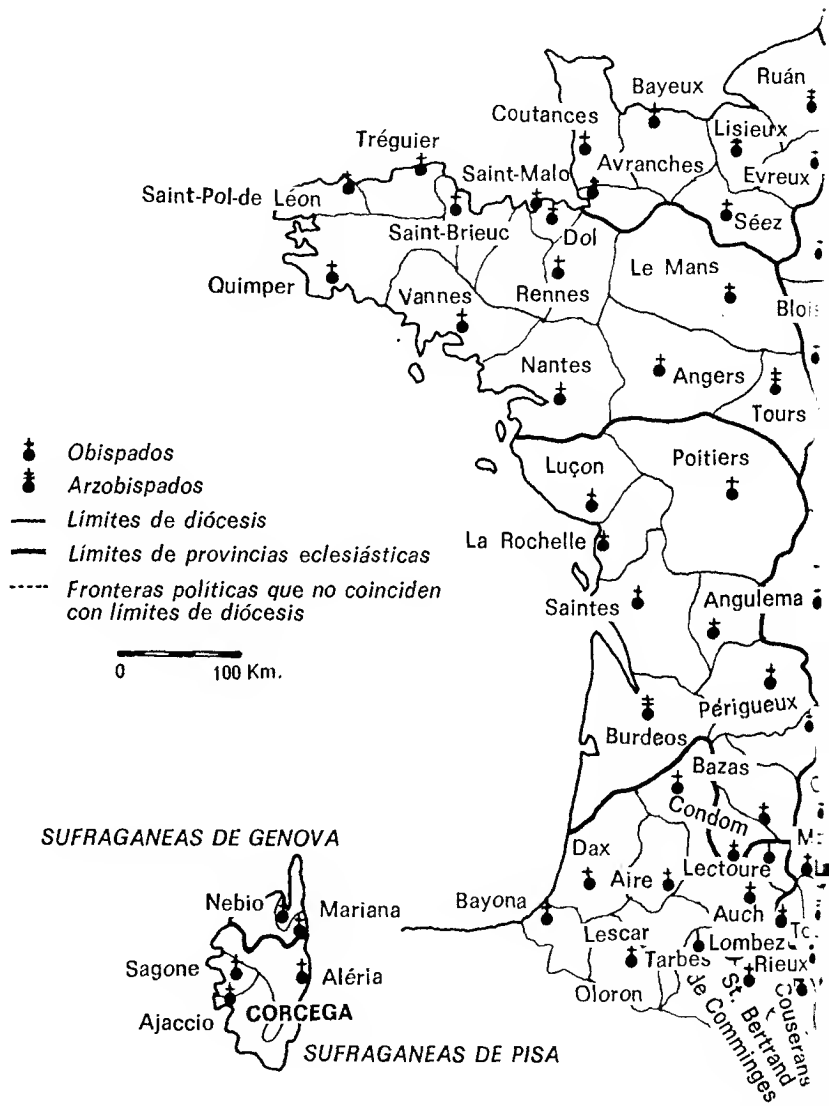 Ruán
Bayeux
Coutances
Lisieux
Tréguier
Saint-Malo
Avranches
Evreux
Saint-Pol-de Léon
Saint-Brieuc
Dol
Séez
Le Mans
Quimper
Vannes
Rennes
Blois
Nantes
Angers
Tours
Obispados
Arzobispados
Límites de diócesis
Límites de provincias eclesiásticas
Fronteras políticas que no coinciden
con límites de diócesis
0 100 Km.
Luçon
Poitiers
La Rochelle
Saintes
Angulema
Périgueux
Burdeos
Bazas
Condom
SUFRAGANEAS DE GENOVA
Dax
Aire
Lectoure
Nebio
Mariana
Bayona
Auch
Lescar
Lombez
Sagone
Aléria
Tarbes
Rieux
Oloron
Ajaccio
CORCEGA
St. Bertrand
de Comminges
Couserans
SUFRAGANEAS DE PISA